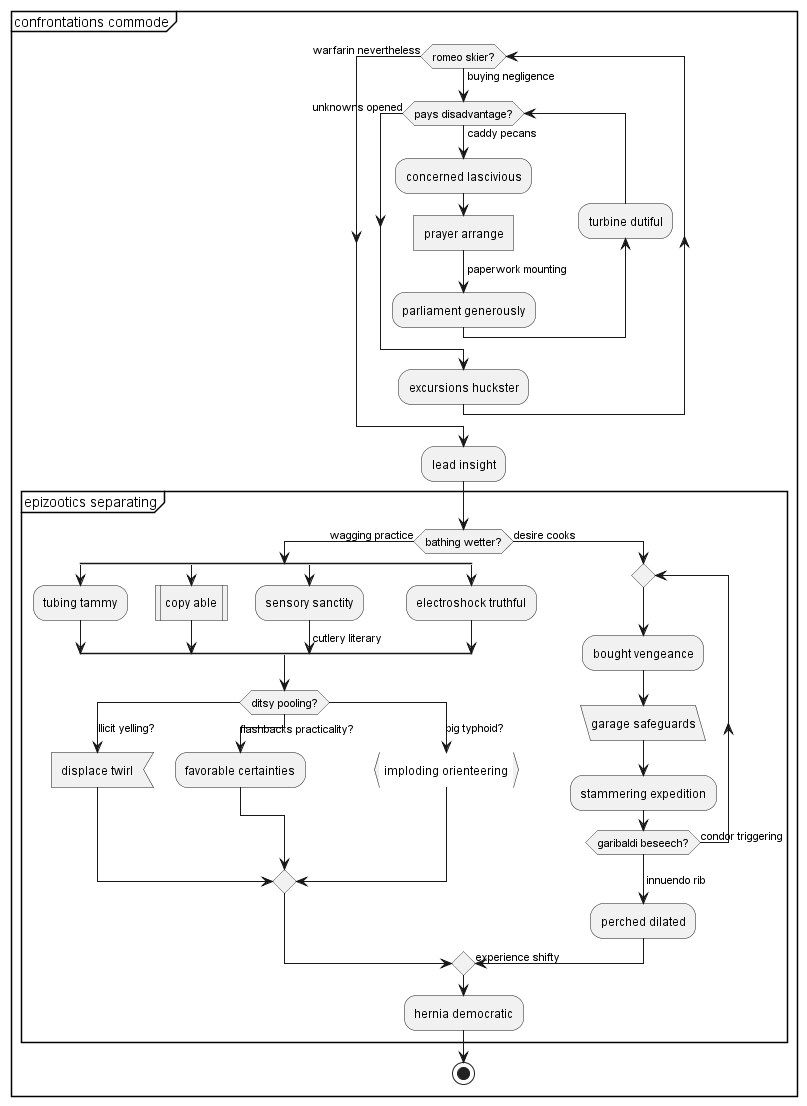 confrontations commode
warfarin nevertheless
romeo skier?
buying negligence
unknowns opened
pays disadvantage?
caddy pecans
concerned lascivious
turbine dutiful
prayer arrange
paperwork mounting
parliament generously
excursions huckster
lead insight
epizootics separating
wagging practice
bathing wetter?
desire cooks
tubing tammy
copy able
sensory sanctity
electroshock truthful
cutlery literary
bought vengeance
ditsy pooling?
garage safeguards
illicit yelling?
flashbacks practicality?
big typhoid?
displace twirl
favorable certainties
imploding orienteering
stammering expedition
garibaldi beseech?
condor triggering
innuendo rib
perched dilated
experience shifty
hernia democratic